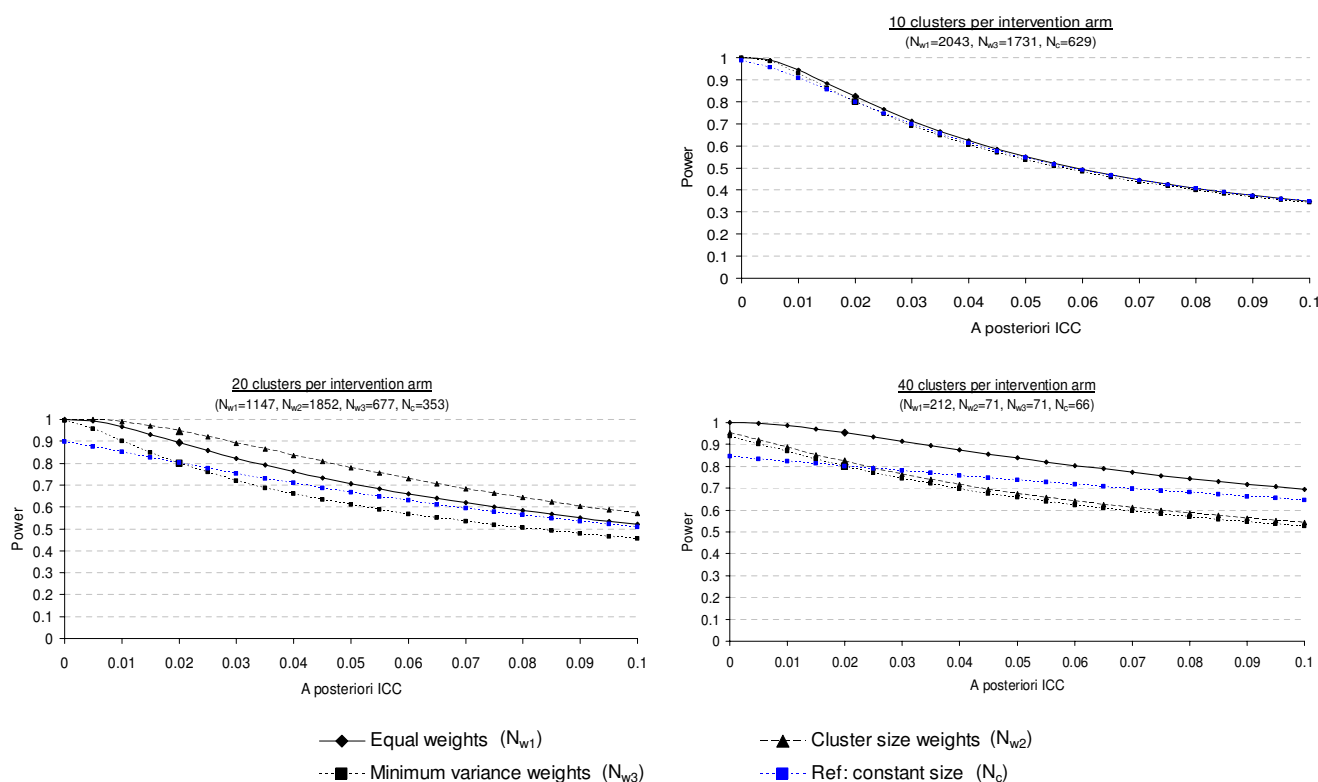 10 clusters per intervention arm
(Nw1=2043, Nw3=1731, Nc=629)
1
0.9
0.8
0.7
0.6
0.5
0.4
0.3
0.2
0.1
0
Power
0 0.01 0.02 0.03 0.04 0.05 0.06 0.07 0.08 0.09 0.1
A posteriori ICC
20 clusters per intervention arm
(Nw1=1147, Nw2=1852, Nw3=677, Nc=353)
1
0.9
0.8
0.7
0.6
0.5
0.4
0.3
0.2
0.1
0
Power
0 0.01 0.02 0.03 0.04 0.05 0.06 0.07 0.08 0.09 0.1
A posteriori ICC
40 clusters per intervention arm
(Nw1=212, Nw2=71, Nw3=71, Nc=66)
1
0.9
0.8
0.7
0.6
0.5
0.4
0.3
0.2
0.1
0
Power
0 0.01 0.02 0.03 0.04 0.05 0.06 0.07 0.08 0.09 0.1
A posteriori ICC
Equal weights (Nw1)
Cluster size weights (Nw2)
Minimum variance weights (Nw3)
Ref: constant size (Nc)